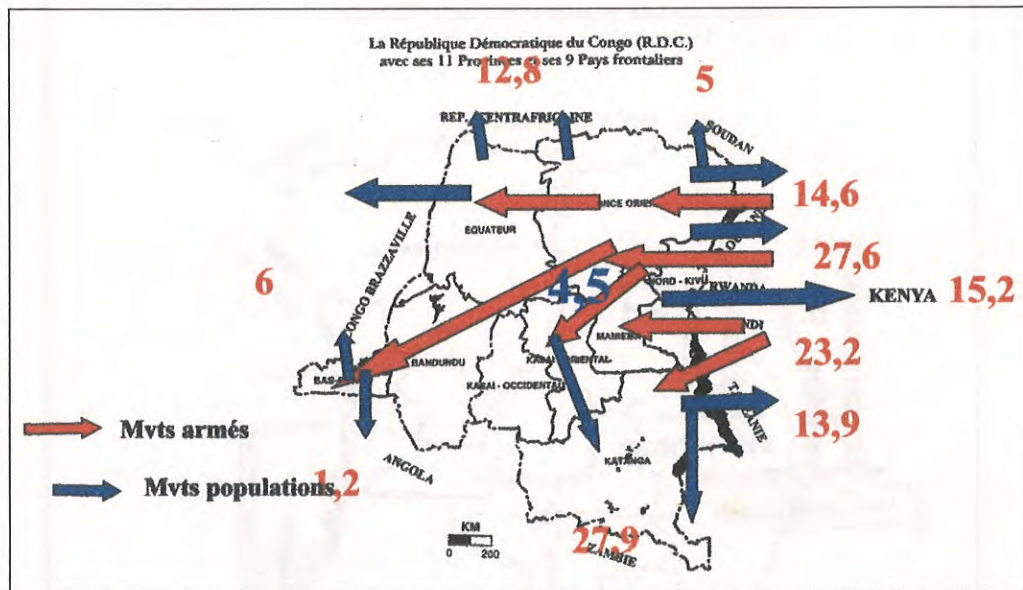 La République Démocratique du Congo (R.D.C.)
avec ses 11 Provinces et ses 9 Pays frontaliers
12,8
5
REP. CENTRAFRICAINE
SOUDAN
14,6
ÉQUATEUR
CONGO BRAZZAVILLE
27,6
6
4,5
NORD - KIVU
RWANDA
KENYA
15,2
BANDUNDU
KASAI - OCCIDENTAL
KASAI ORIENTAL
23,2
TANZANIE
13,9
Mvts armés
KATANGA
ANGOLA
Mvts populations
1,2
KM
0 200
27,9
ZAMBIE